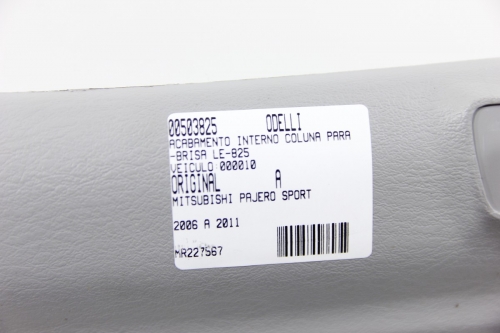 00503825 ODELLI
ACABAMENTO INTERNO COLUNA PARA
-BRISA LE-825
VEICULO 000010
ORIGINAL A
MITSUBISHI PAJERO SPORT
2006 A 2011
MR227567